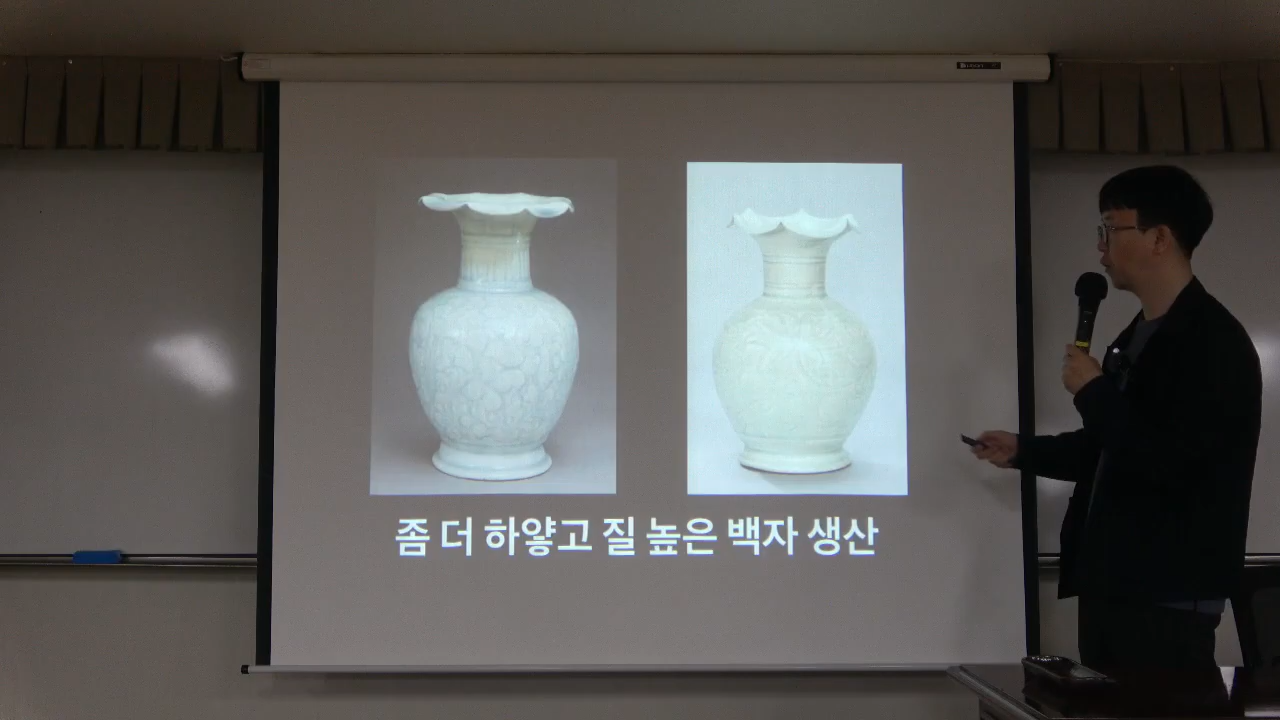 좀 더 하얗고 질 높은 백자 생산